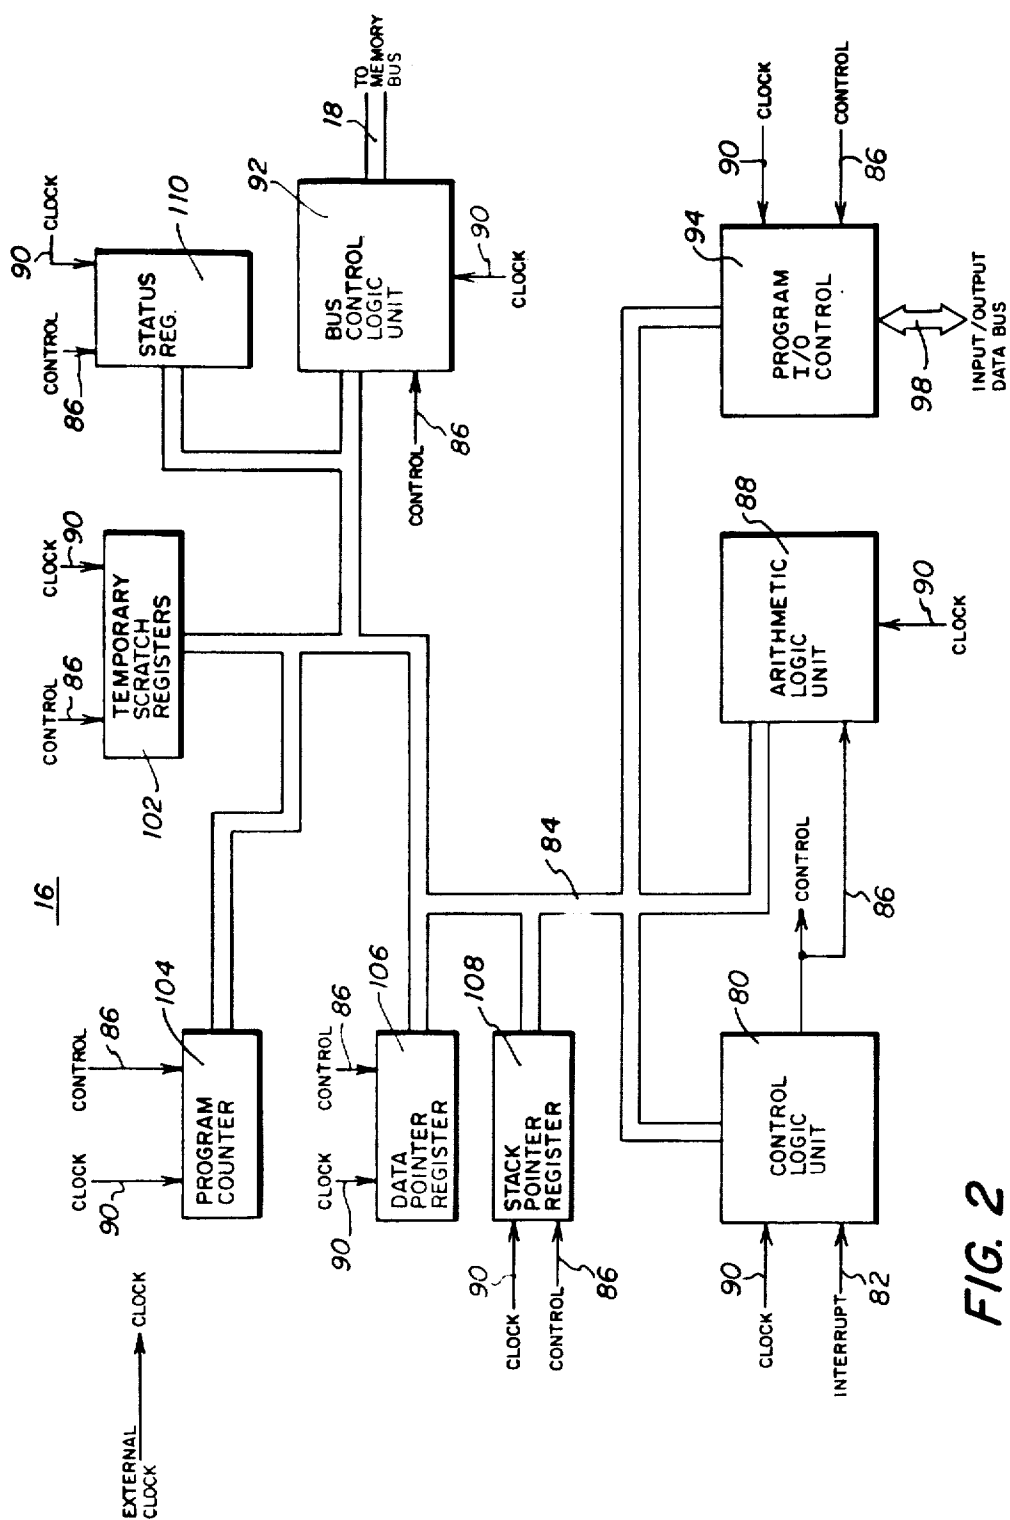 16
EXTERNAL
CLOCK
CLOCK
CLOCK
90
CONTROL
86
PROGRAM
COUNTER
104
CONTROL
86
CLOCK
90
TEMPORARY
SCRATCH
REGISTERS
102
CONTROL
86
90
CLOCK
STATUS
REG.
110
CLOCK
90
CONTROL
86
DATA
POINTER
REGISTER
106
BUS
CONTROL
LOGIC
UNIT
92
18
TO
MEMORY
BUS
CONTROL
86
90
CLOCK
CLOCK
90
CONTROL
86
STACK
POINTER
REGISTER
108
84
CLOCK
90
INTERRUPT
82
CONTROL
LOGIC
UNIT
80
CONTROL
86
ARITHMETIC
LOGIC
UNIT
88
90
CLOCK
PROGRAM
I/O
CONTROL
94
90
CLOCK
86
CONTROL
98
INPUT/OUTPUT
DATA BUS
FIG. 2